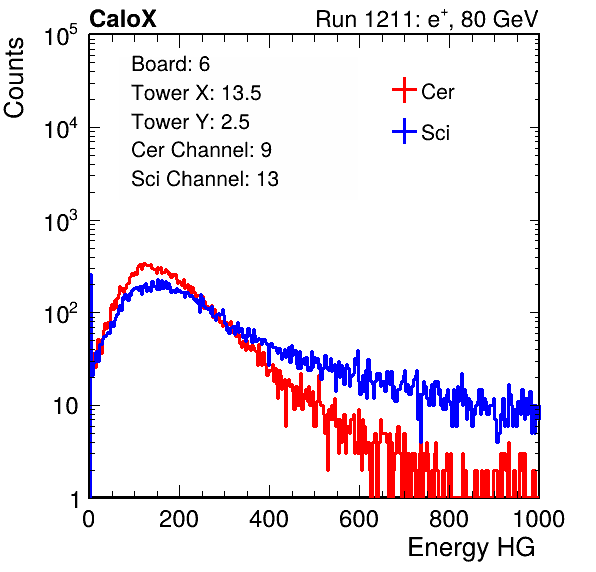 CaloX Run 1211: e⁺, 80 GeV
Counts
10⁵
10⁴
10³
10²
10
1
Board: 6
Tower X: 13.5
Tower Y: 2.5
Cer Channel: 9
Sci Channel: 13
Cer
Sci
0 200 400 600 800 1000
Energy HG